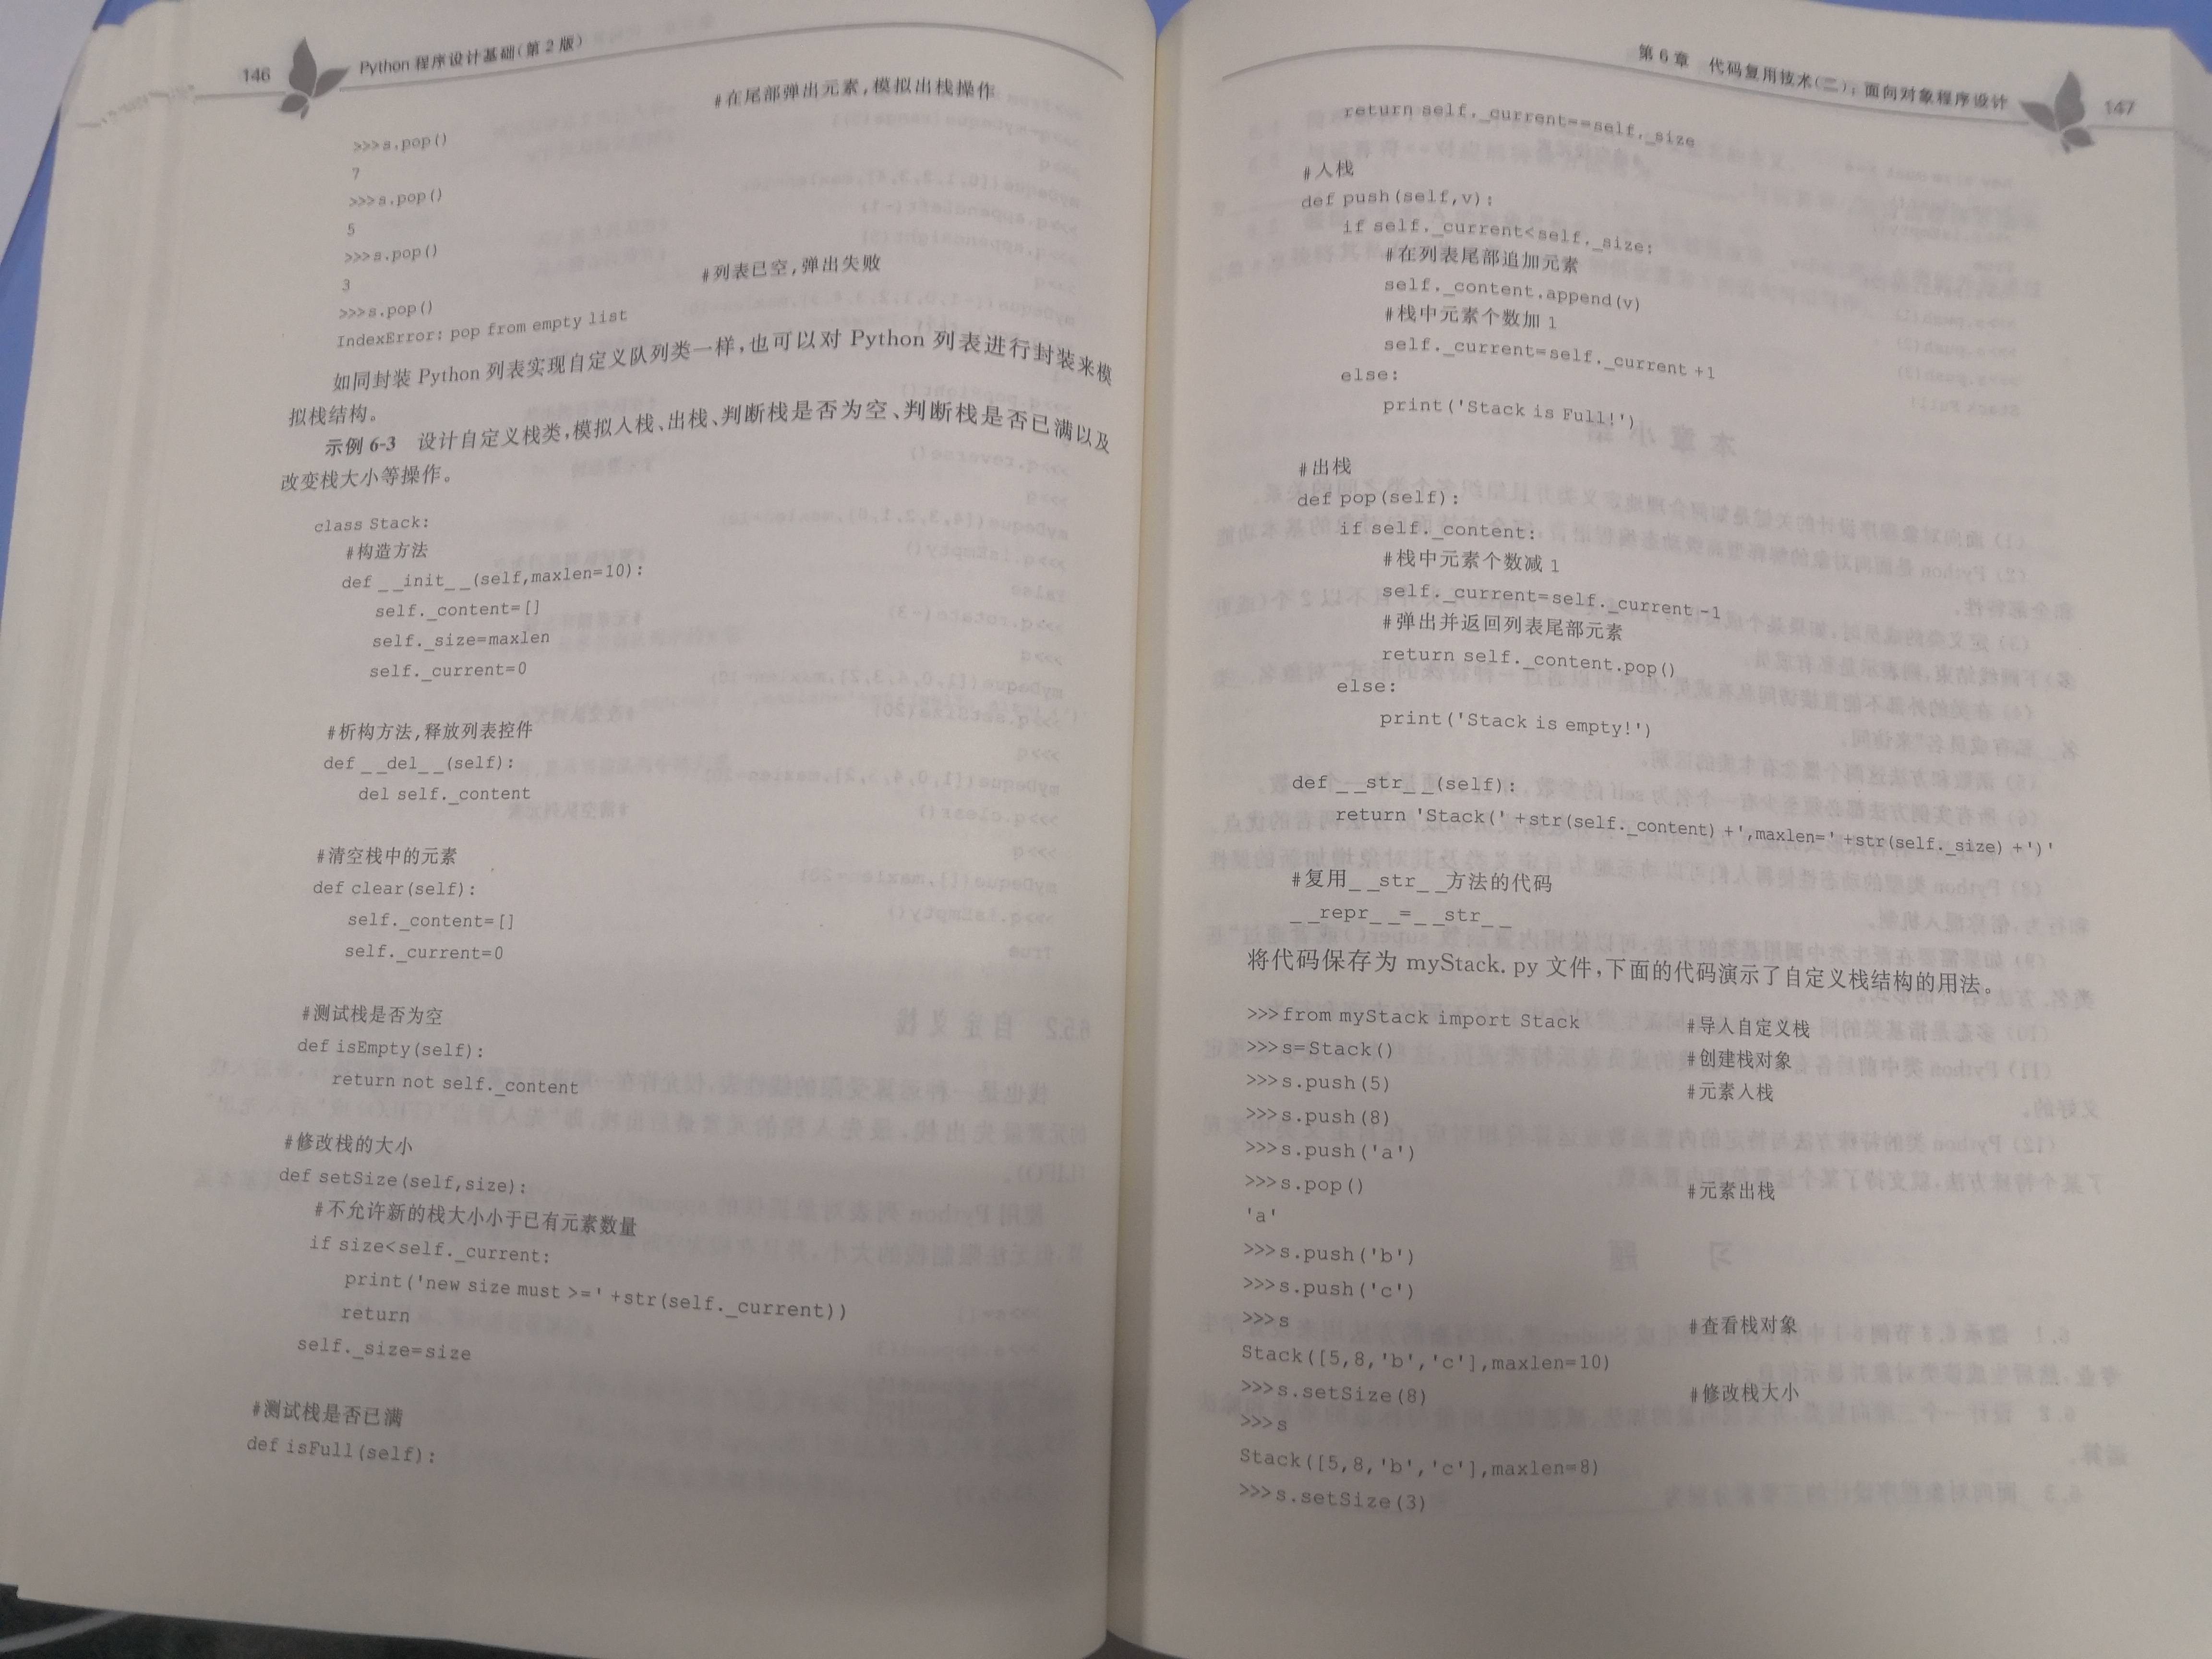 146
Python 程序设计基础(第 2 版)
#在尾部弹出元素,模拟出栈操作
>>>s.pop()
7
>>>s.pop()
5
>>>s.pop()
3
>>>s.pop() #列表已空,弹出失败
IndexError: pop from empty list
如同封装 Python 列表实现自定义队列类一样,也可以对 Python 列表进行封装来模
拟栈结构。
示例 6-3 设计自定义栈类,模拟入栈、出栈、判断栈是否为空、判断栈是否已满以及
改变栈大小等操作。
class Stack:
#构造方法
def __init__(self,maxlen=10):
self._content=[]
self._size=maxlen
self._current=0
#析构方法,释放列表控件
def __del__(self):
del self._content
#清空栈中的元素
def clear(self):
self._content=[]
self._current=0
#测试栈是否为空
def isEmpty(self):
return not self._content
#修改栈的大小
def setSize(self,size):
#不允许新的栈大小小于已有元素数量
if size<self._current:
print('new size must >='+str(self._current))
return
self._size=size
#测试栈是否已满
def isFull(self):
第 6 章 代码复用技术(二):面向对象程序设计
147
return self._current==self._size
#入栈
def push(self,v):
if self._current<self._size:
#在列表尾部追加元素
self._content.append(v)
#栈中元素个数加 1
self._current=self._current+1
else:
print('Stack is Full!')
#出栈
def pop(self):
if self._content:
#栈中元素个数减 1
self._current=self._current-1
#弹出并返回列表尾部元素
return self._content.pop()
else:
print('Stack is empty!')
def __str__(self):
return 'Stack('+str(self._content)+',maxlen='+str(self._size)+')'
#复用__str__方法的代码
__repr__=__str__
将代码保存为 myStack.py 文件,下面的代码演示了自定义栈结构的用法。
>>>from myStack import Stack #导入自定义栈
>>>s=Stack() #创建栈对象
>>>s.push(5) #元素入栈
>>>s.push(8)
>>>s.push('a')
>>>s.pop() #元素出栈
'a'
>>>s.push('b')
>>>s.push('c')
>>>s #查看栈对象
Stack([5,8,'b','c'],maxlen=10)
>>>s.setSize(8) #修改栈大小
>>>s
Stack([5,8,'b','c'],maxlen=8)
>>>s.setSize(3)